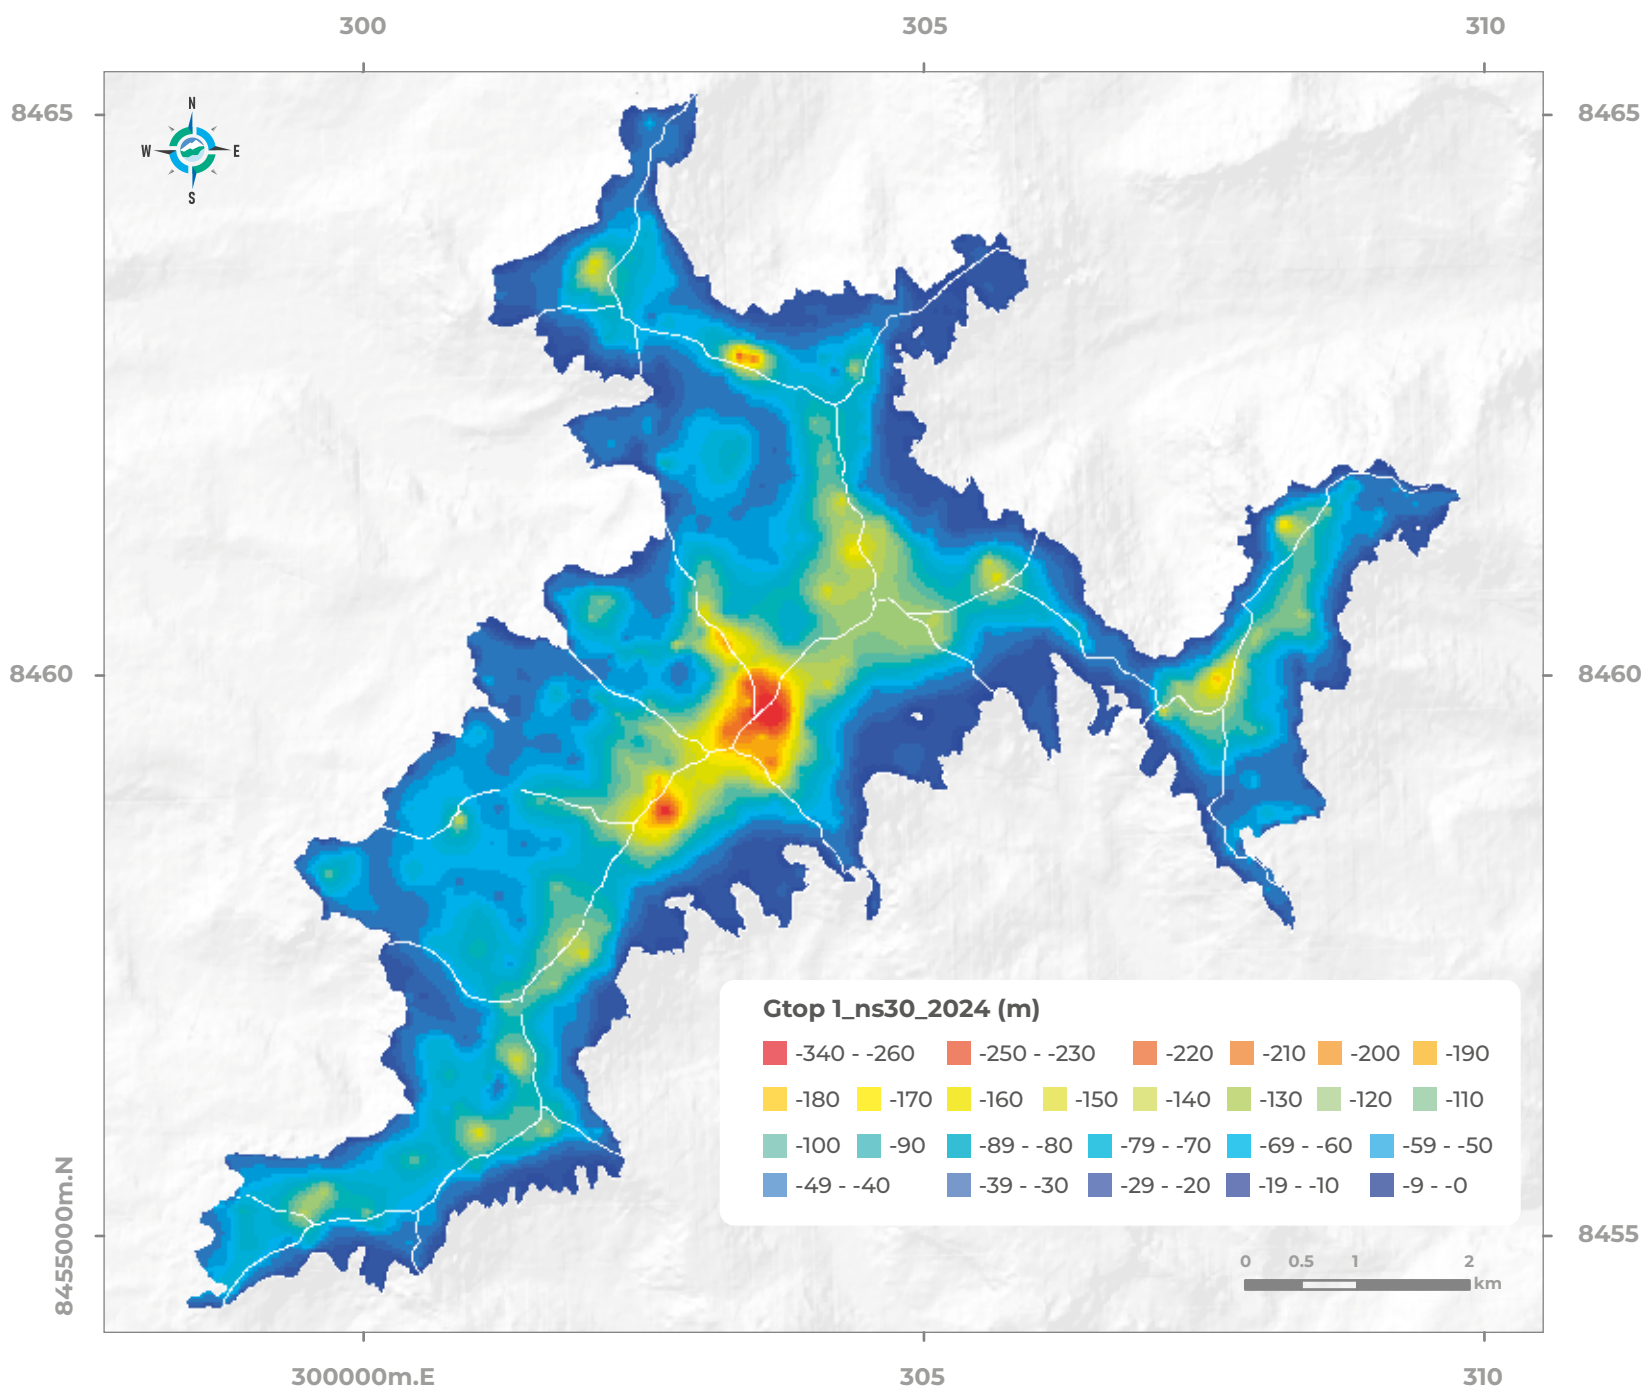 300 305 310
8465 8465
N
W E
S
8460 8460
Gtop 1_ns30_2024 (m)
-340 - -260 -250 - -230 -220 -210 -200 -190
-180 -170 -160 -150 -140 -130 -120 -110
-100 -90 -89 - -80 -79 - -70 -69 - -60 -59 - -50
-49 - -40 -39 - -30 -29 - -20 -19 - -10 -9 - -0
8455000m.N 8455
0 0.5 1 2
km
300000m.E 305 310